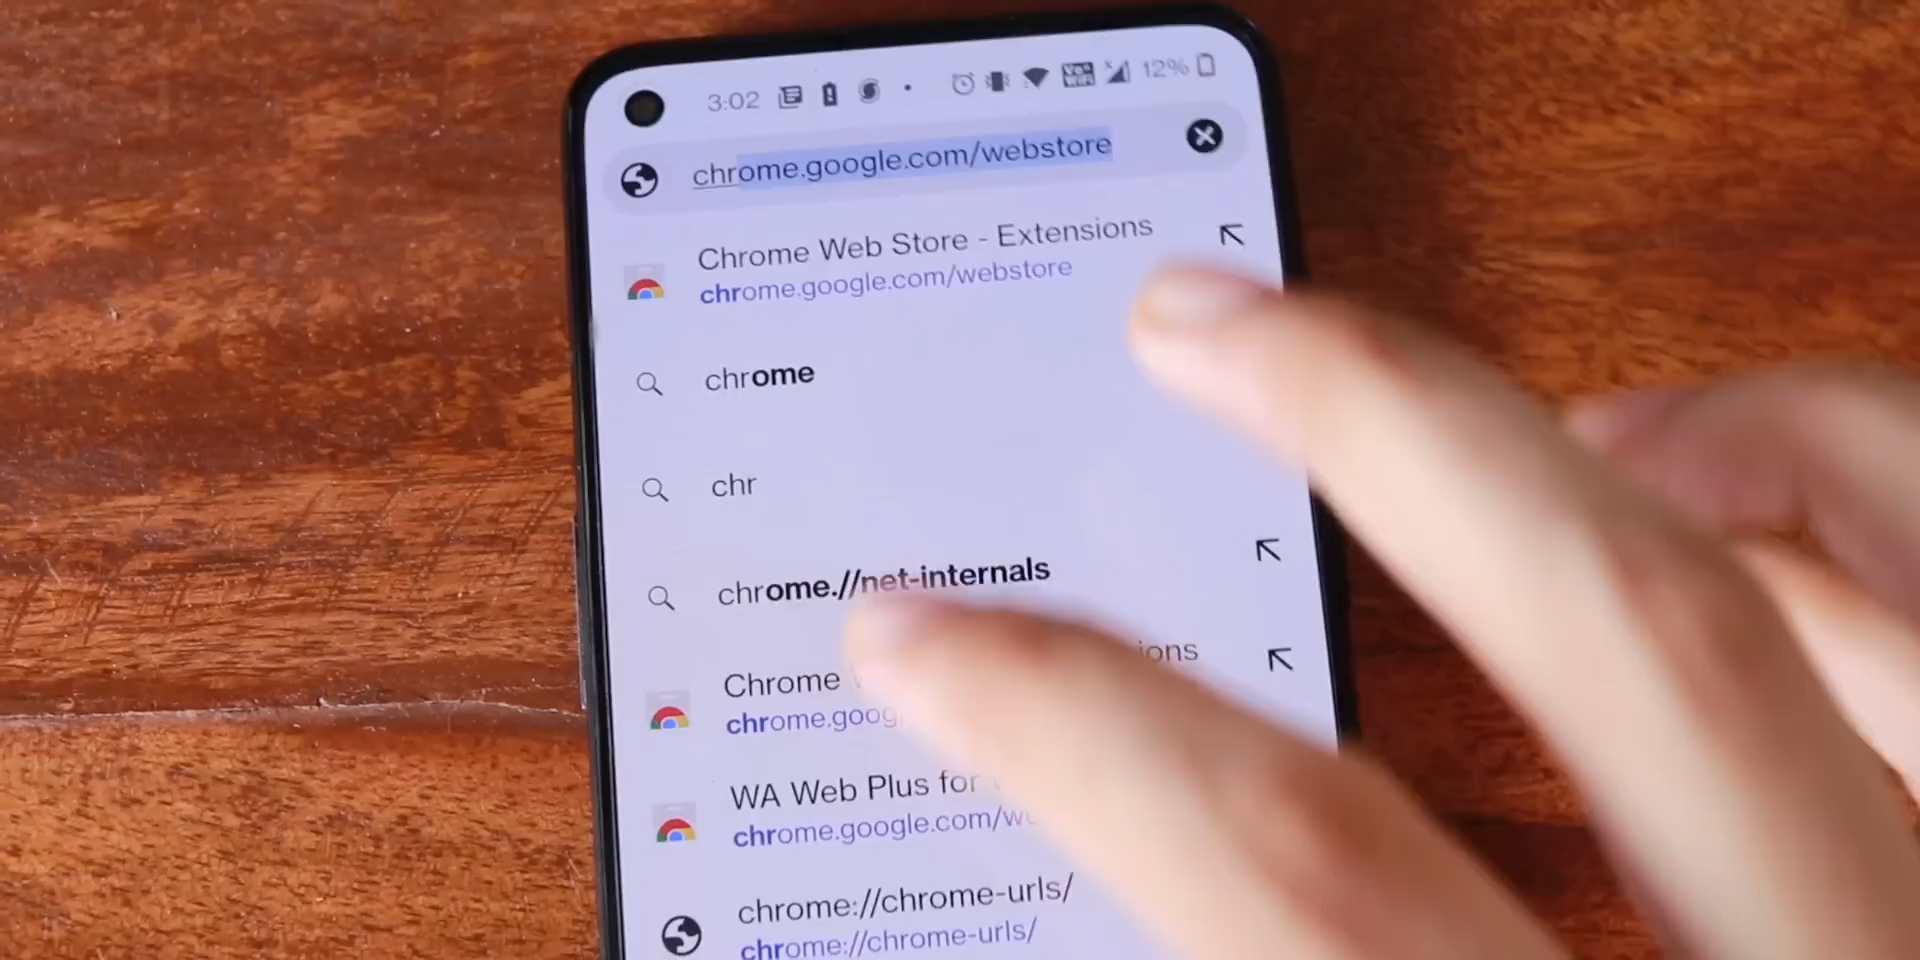 3:02 12%
chrome.google.com/webstore
Chrome Web Store - Extensions
chrome.google.com/webstore
chrome
chr
chrome.//net-internals
Chrome
chrome.goog
WA Web Plus for
chrome.google.com/w
chrome://chrome-urls/
chrome://chrome-urls/